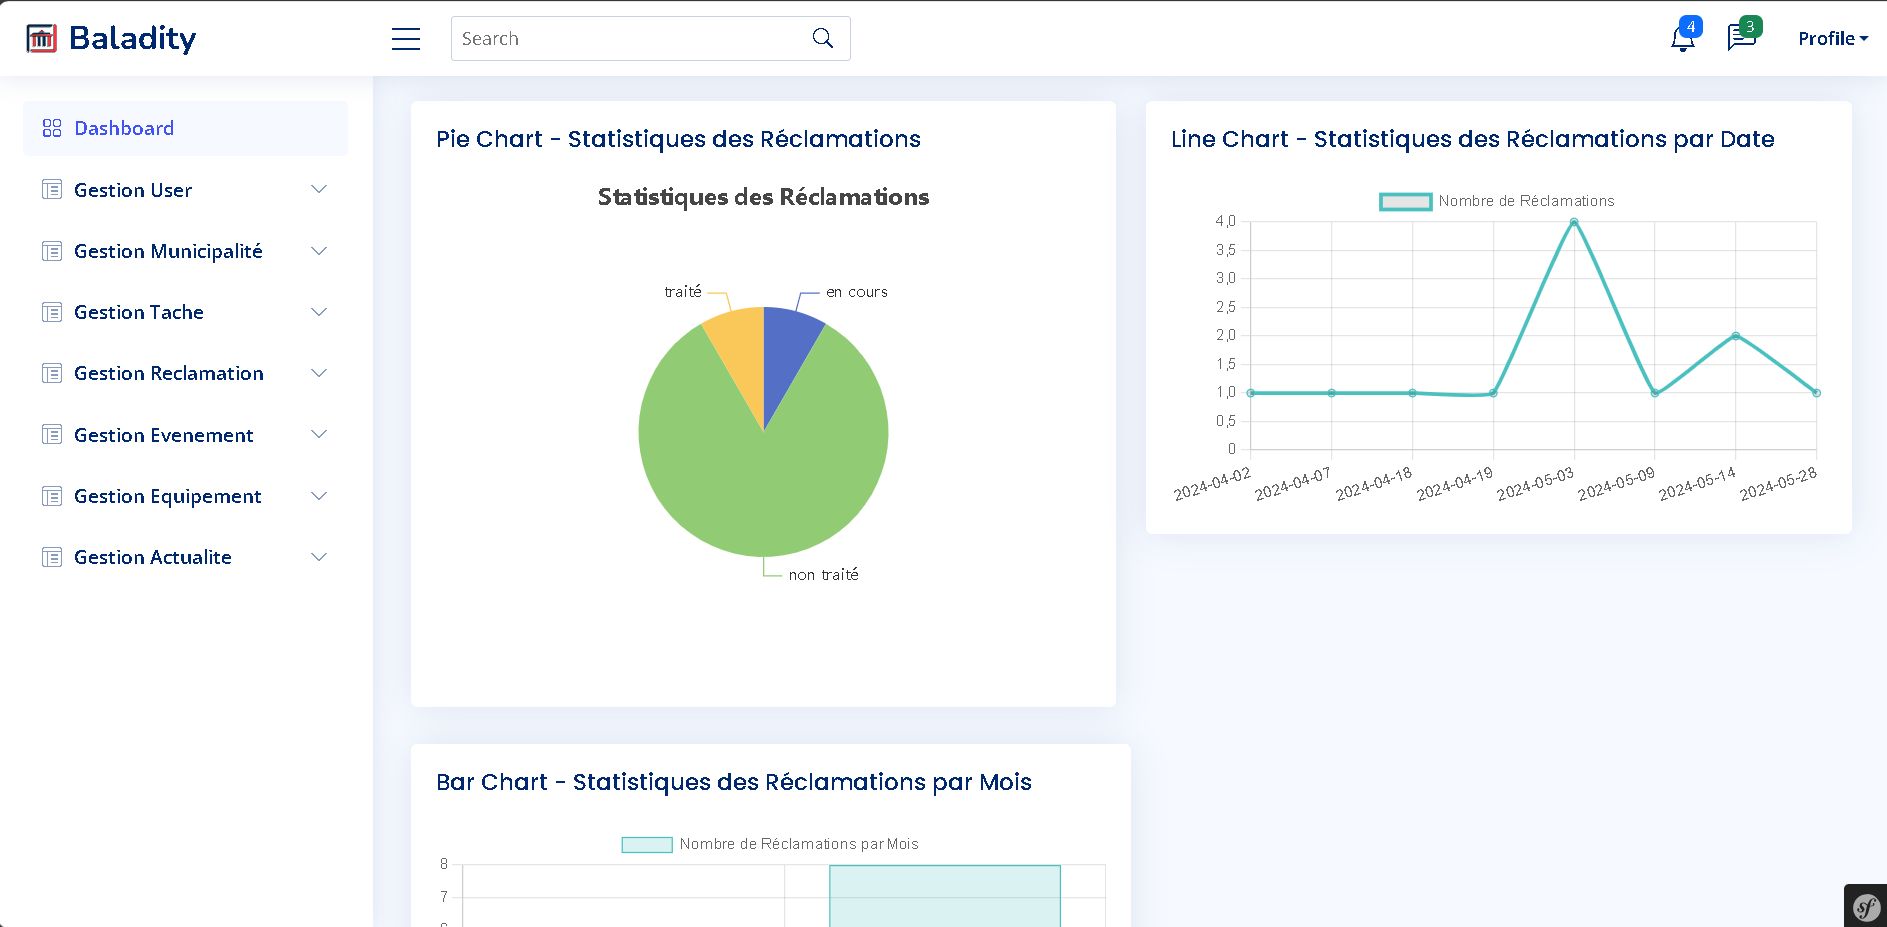 Baladity
Search
4
3
Profile
Dashboard
Gestion User
Gestion Municipalité
Gestion Tache
Gestion Reclamation
Gestion Evenement
Gestion Equipement
Gestion Actualite
Pie Chart - Statistiques des Réclamations
Statistiques des Réclamations
traité
en cours
non traité
Line Chart - Statistiques des Réclamations par Date
Nombre de Réclamations
4,0
3,5
3,0
2,5
2,0
1,5
1,0
0,5
0
2024-04-02
2024-04-07
2024-04-18
2024-04-19
2024-05-03
2024-05-09
2024-05-14
2024-05-28
Bar Chart - Statistiques des Réclamations par Mois
Nombre de Réclamations par Mois
8
7
sf